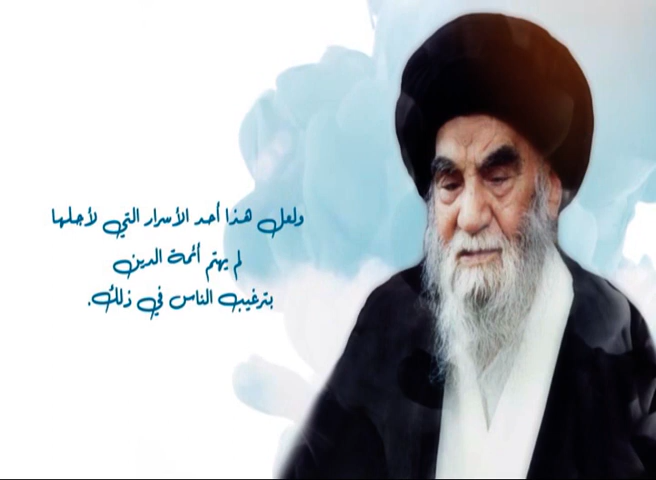 ولعل هذا أحد الأسرار التي لأجلها
لم يهتم أئمة الدين
بترغيب الناس في ذلك.